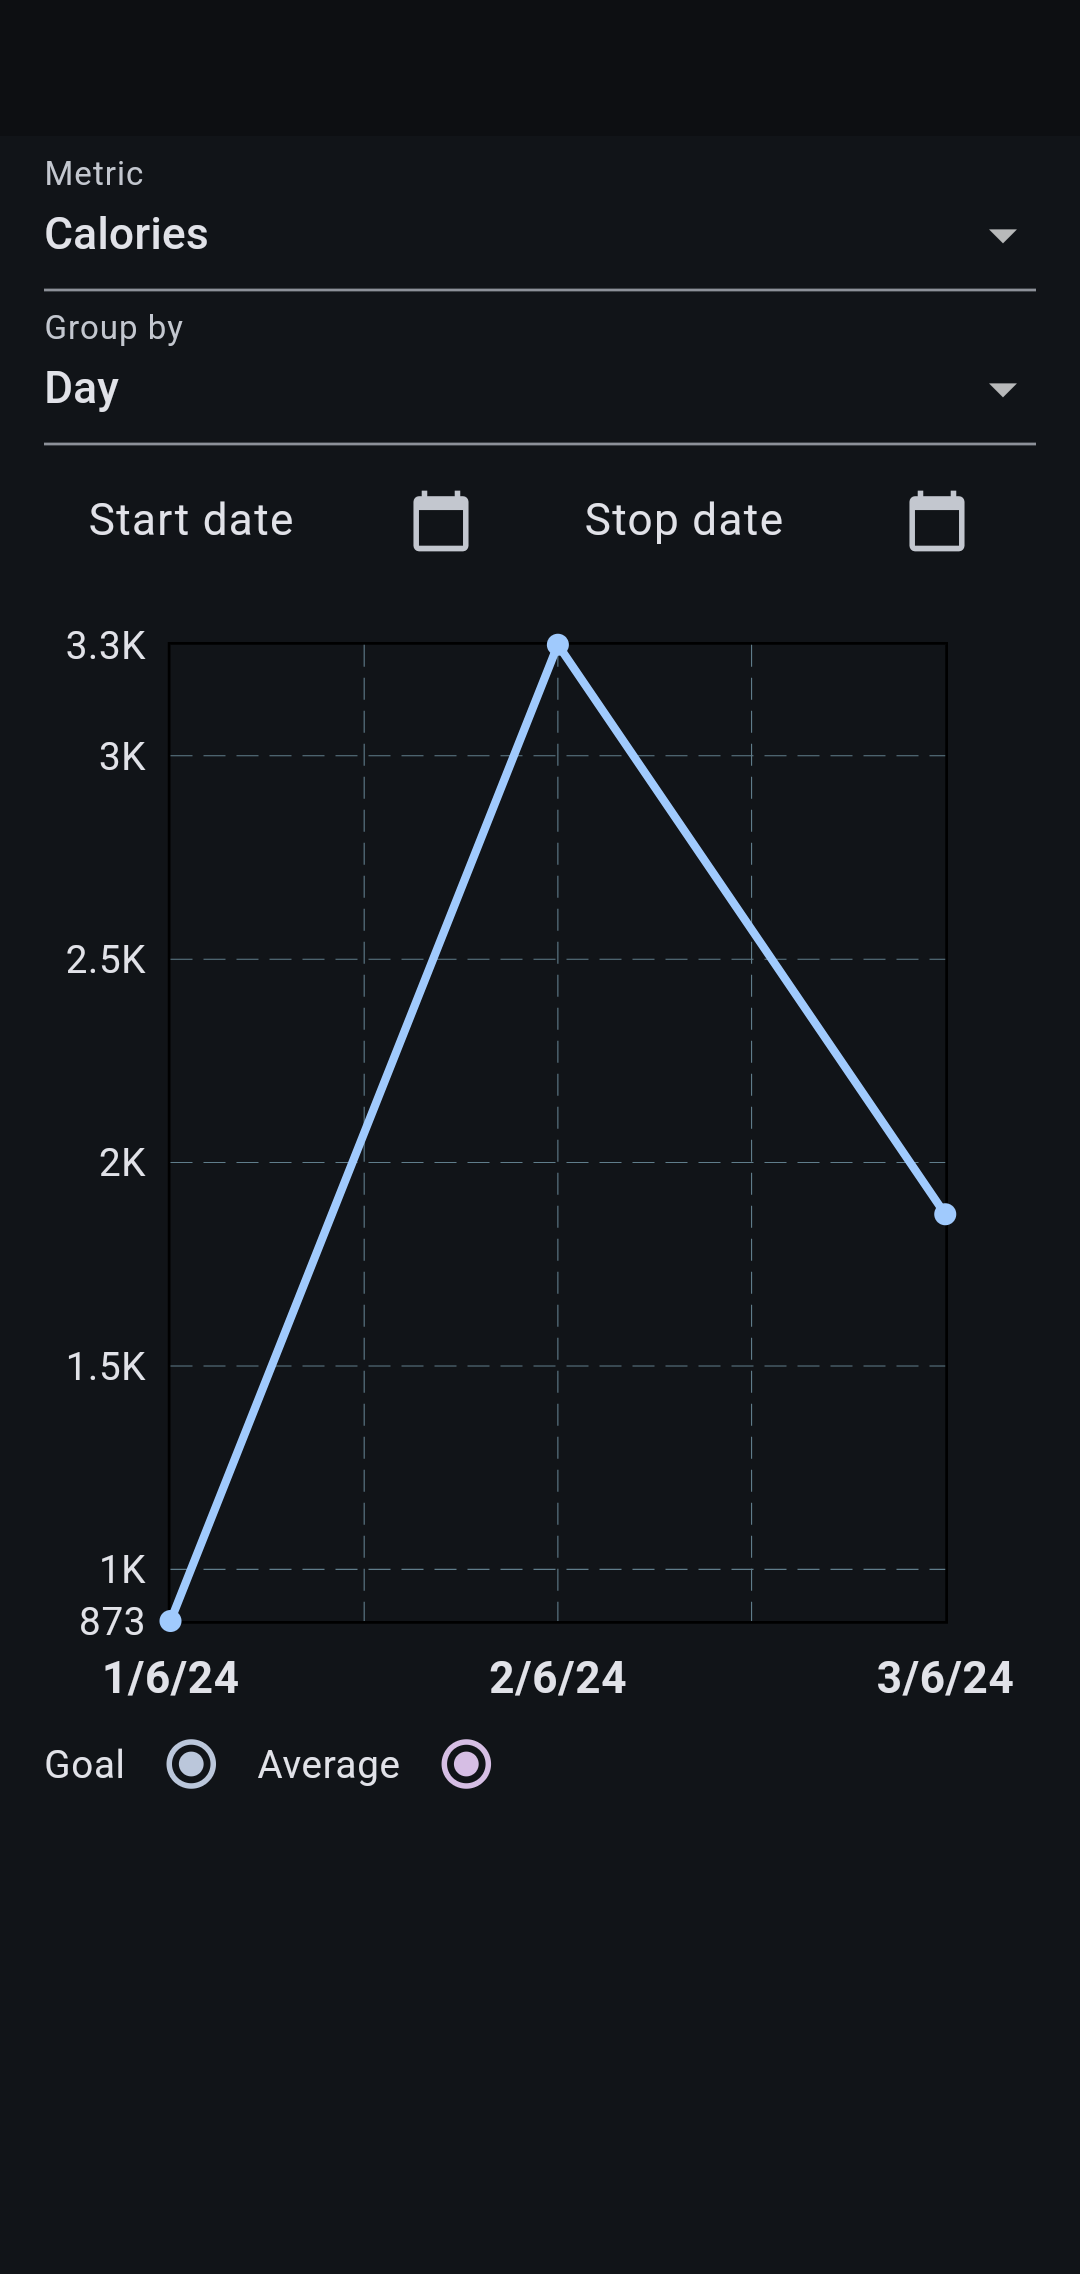 Metric
Calories
Group by
Day
Start date Stop date
3.3K
3K
2.5K
2K
1.5K
1K
873
1/6/24 2/6/24 3/6/24
Goal Average